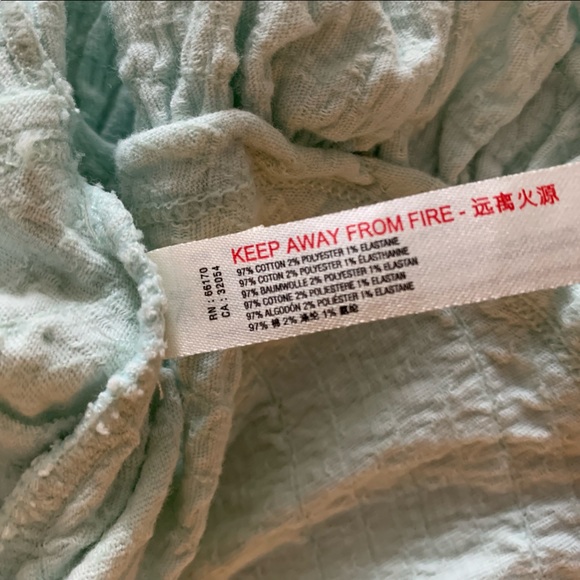 KEEP AWAY FROM FIRE - 远离火源
RN : 66170
CA : 32054
97% COTTON 2% POLYESTER 1% ELASTANE
97% COTON 2% POLYESTER 1% ELASTHANNE
97% BAUMWOLLE 2% POLYESTER 1% ELASTAN
97% COTONE 2% POLIESTERE 1% ELASTAN
97% ALGODÓN 2% POLIÉSTER 1% ELASTANE
97% 棉 2% 涤纶 1% 氨纶